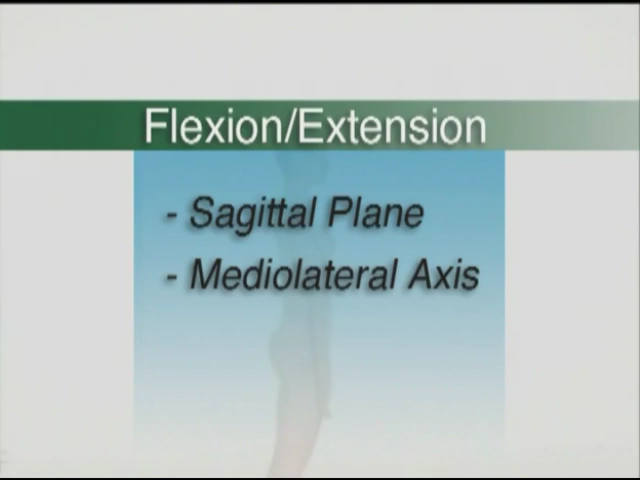 Flexion/Extension
- Sagittal Plane
- Mediolateral Axis